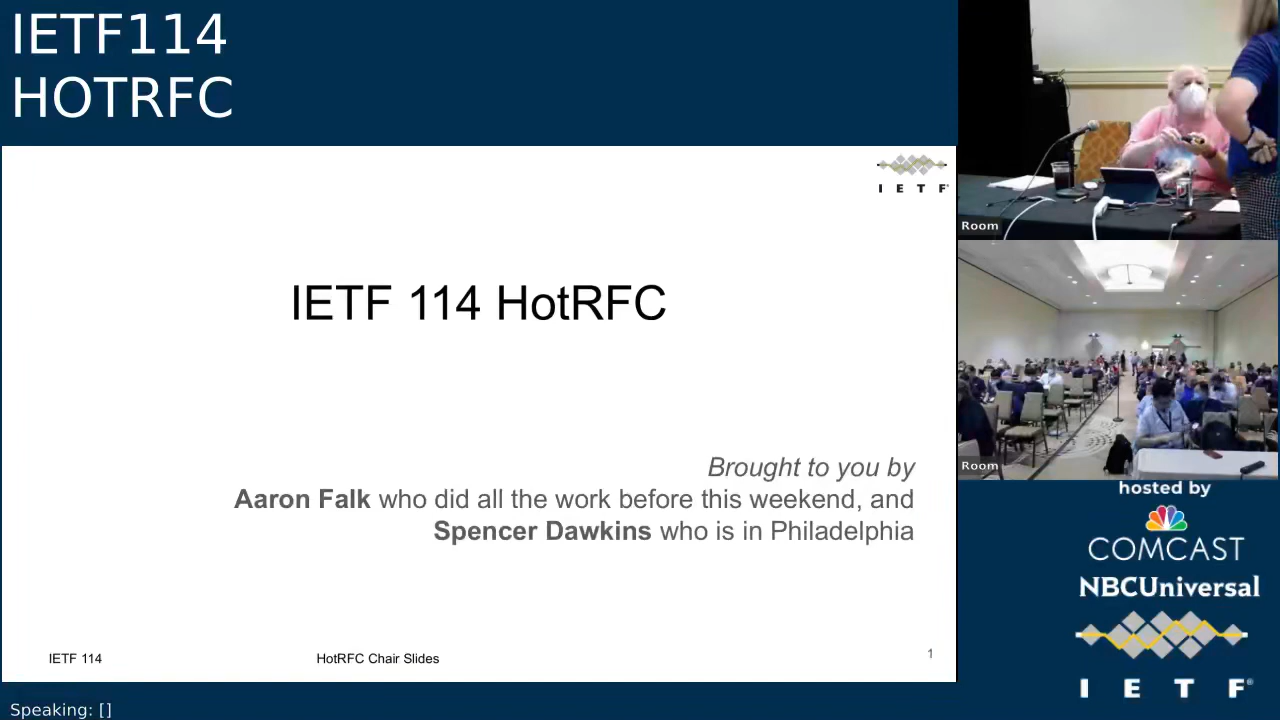 IETF114
HOTRFC
I E T F
IETF 114 HotRFC
Brought to you by
Aaron Falk who did all the work before this weekend, and
Spencer Dawkins who is in Philadelphia
IETF 114
HotRFC Chair Slides
1
Speaking: []
Room
Room
hosted by
COMCAST
NBCUniversal
I E T F®